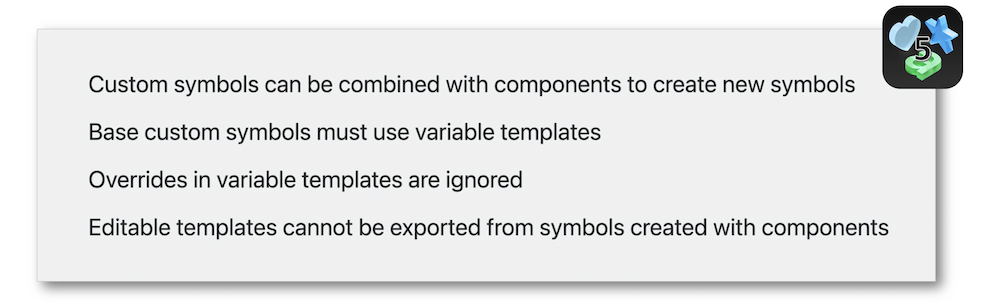 5
Custom symbols can be combined with components to create new symbols
Base custom symbols must use variable templates
Overrides in variable templates are ignored
Editable templates cannot be exported from symbols created with components